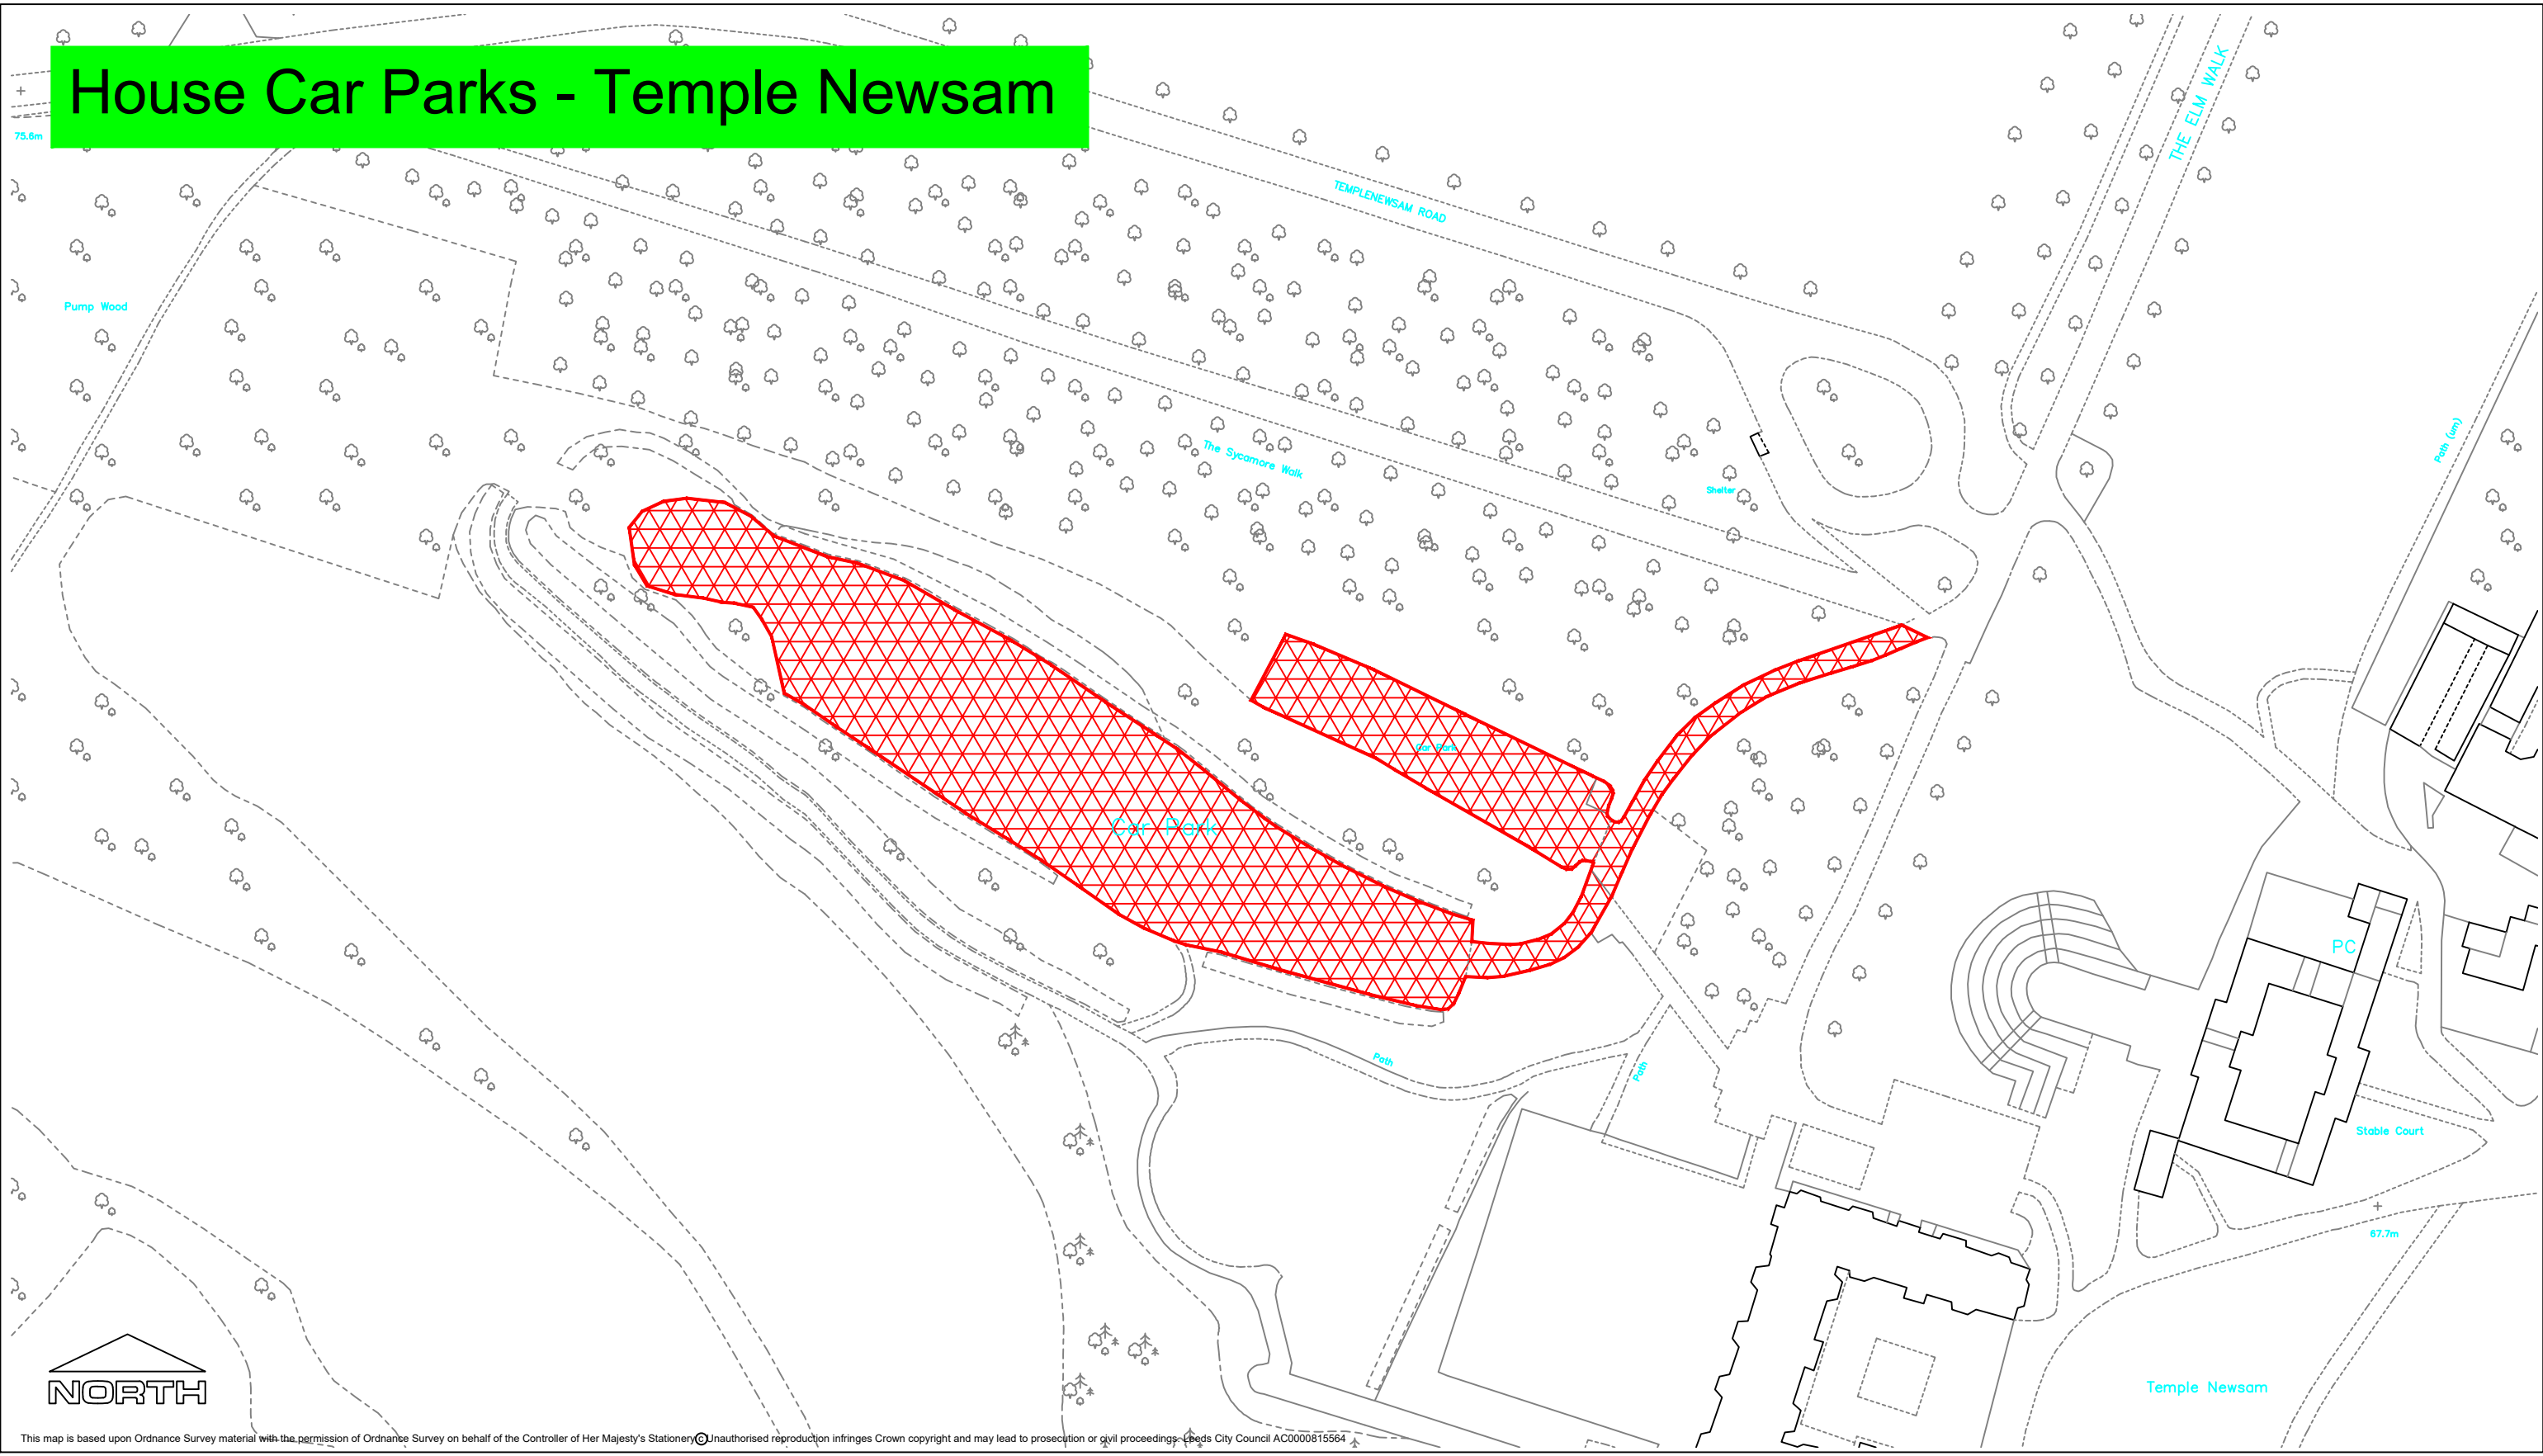 House Car Parks - Temple Newsam
THE ELM WALK
75.6m
TEMPLENEWSAM ROAD
Pump Wood
Path (um)
The Sycamore Walk
Shelter
Car Park
Car Park
PC
Path
Path
Stable Court
67.7m
Temple Newsam
NORTH
This map is based upon Ordnance Survey material with the permission of Ordnance Survey on behalf of the Controller of Her Majesty's Stationery © Unauthorised reproduction infringes Crown copyright and may lead to prosecution or civil proceedings. Leeds City Council AC0000815564